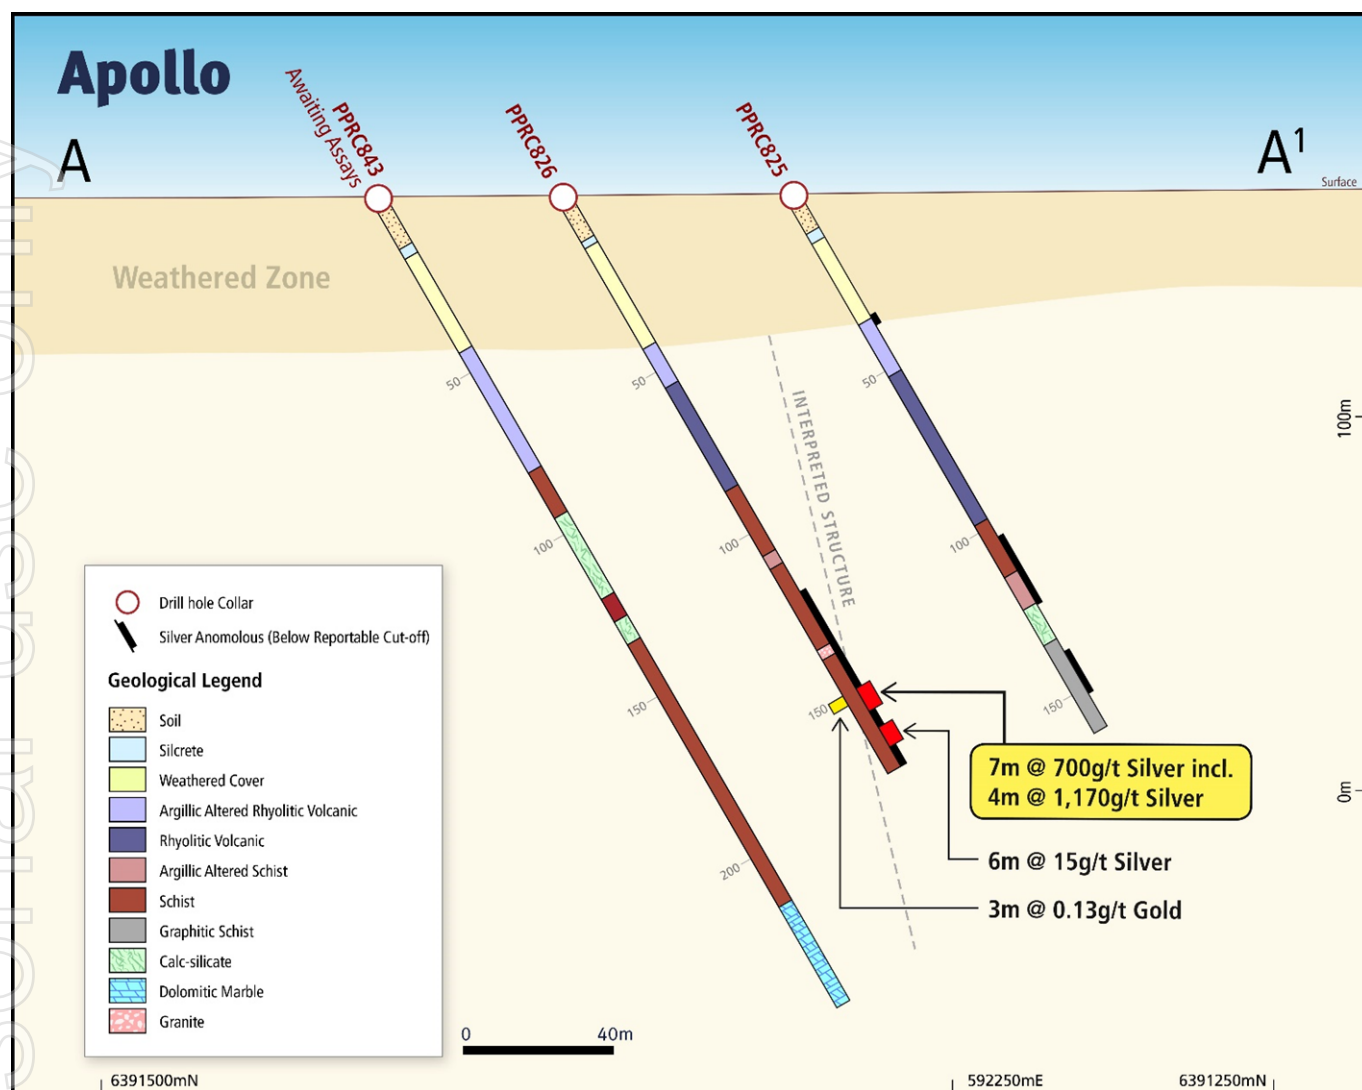 Apollo
A
A1
Awaiting Assays
PPRC843
PPRC826
PPRC825
Surface
Weathered Zone
50
50
50
INTERPRETED STRUCTURE
100m
100
100
100
150
150
150
200
0m
Drill hole Collar
Silver Anomolous (Below Reportable Cut-off)
Geological Legend
Soil
Silcrete
Weathered Cover
Argillic Altered Rhyolitic Volcanic
Rhyolitic Volcanic
Argillic Altered Schist
Schist
Graphitic Schist
Calc-silicate
Dolomitic Marble
Granite
7m @ 700g/t Silver incl.
4m @ 1,170g/t Silver
6m @ 15g/t Silver
3m @ 0.13g/t Gold
0 40m
6391500mN
592250mE
6391250mN